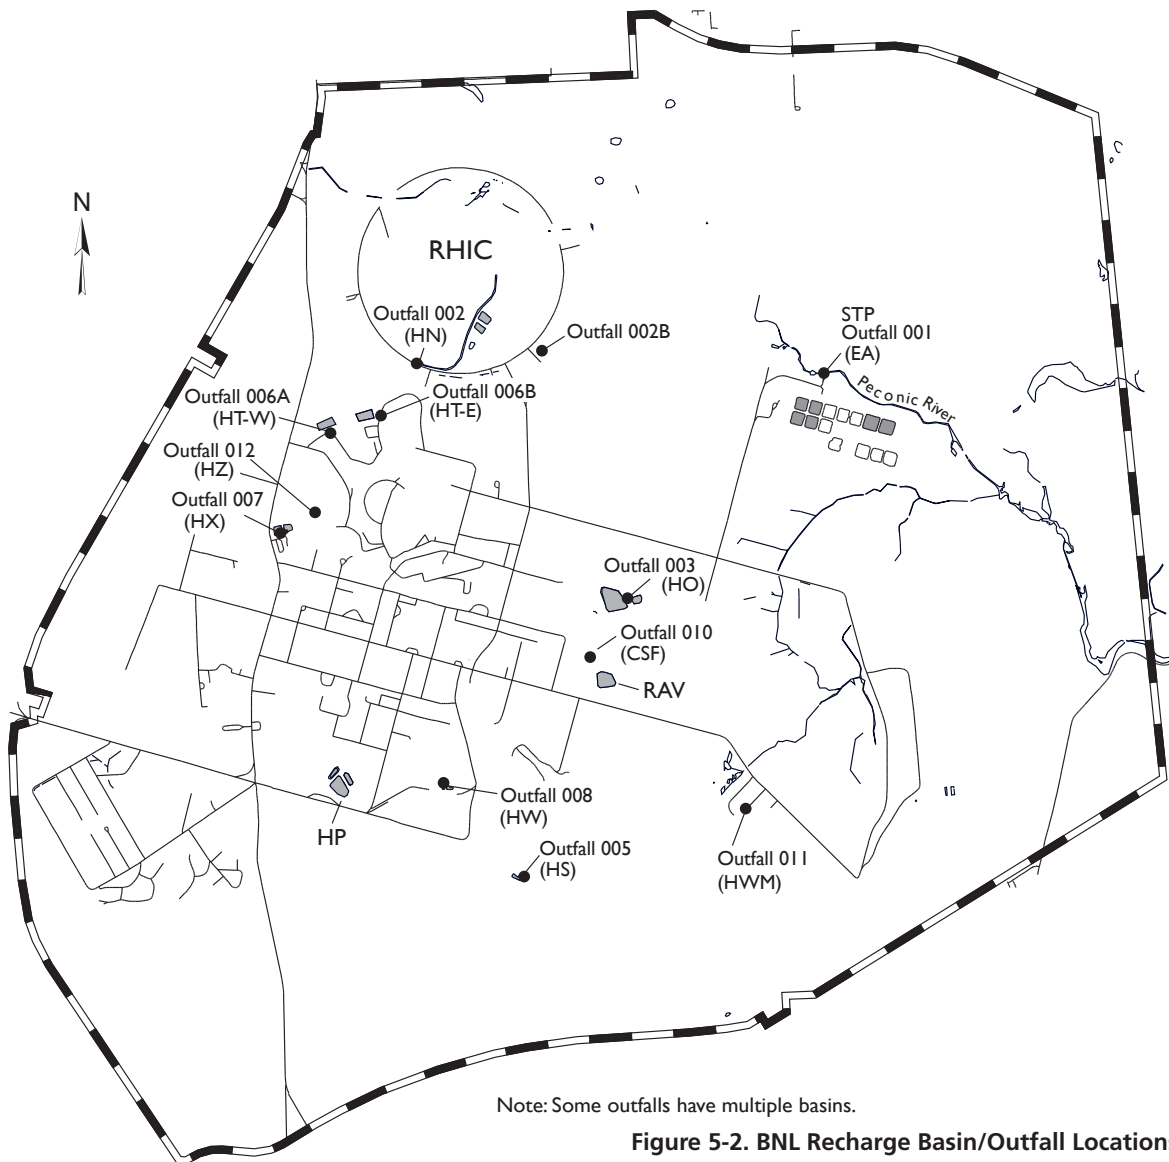 N
RHIC
Outfall 002
(HN)
Outfall 002B
STP
Outfall 001
(EA)
Peconic River
Outfall 006A
(HT-W)
Outfall 006B
(HT-E)
Outfall 012
(HZ)
Outfall 007
(HX)
Outfall 003
(HO)
Outfall 010
(CSF)
RAV
Outfall 008
(HW)
HP
Outfall 005
(HS)
Outfall 011
(HWM)
Note: Some outfalls have multiple basins.
Figure 5-2. BNL Recharge Basin/Outfall Location